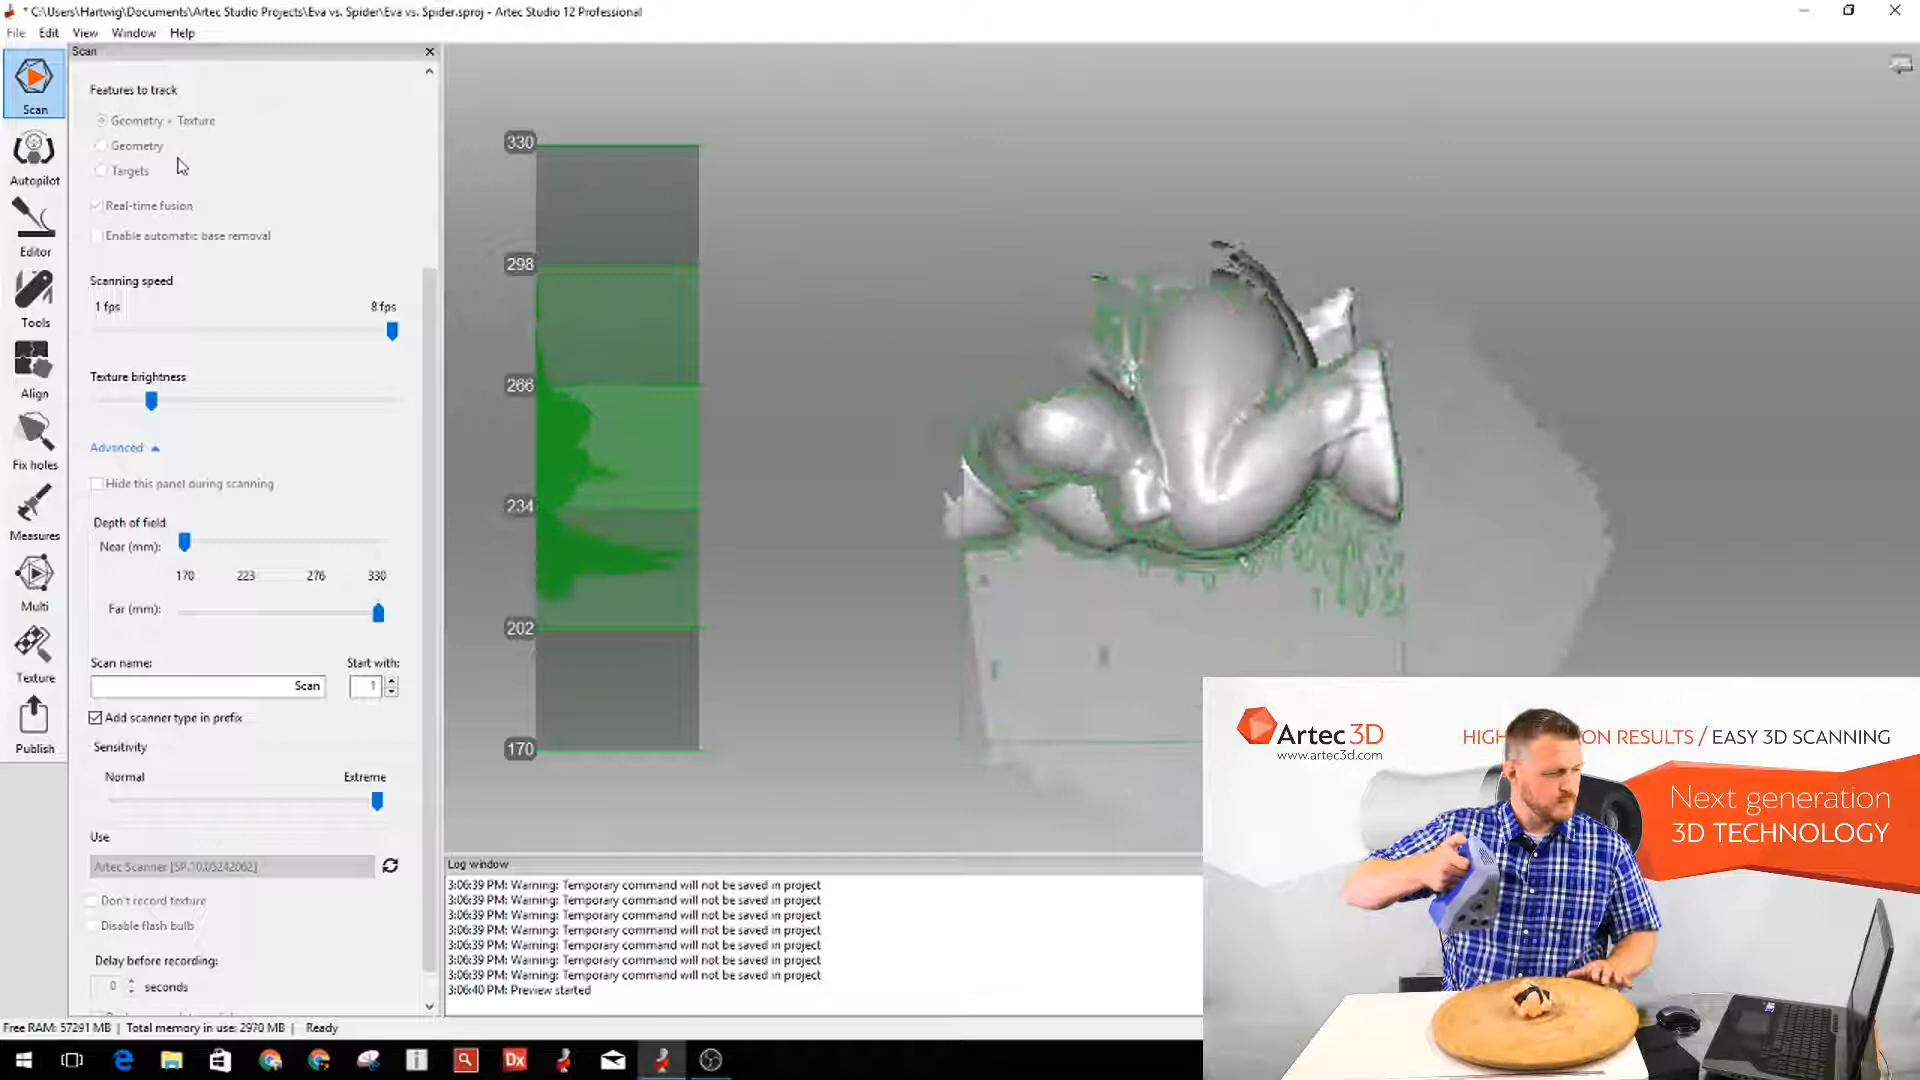 * C:\Users\Hartwig\Documents\Artec Studio Projects\Eva vs. Spider\Eva vs. Spider.sproj - Artec Studio 12 Professional
File Edit View Window Help
Scan
Scan
Autopilot
Editor
Tools
Align
Fix holes
Measures
Multi
Texture
Publish
Features to track
Geometry + Texture
Geometry
Targets
Real-time fusion
Enable automatic base removal
Scanning speed
1 fps 8 fps
Texture brightness
Advanced
Hide this panel during scanning
Depth of field
Near (mm):
170 223 276 330
Far (mm):
Scan name: Start with:
Scan 1
Add scanner type in prefix
Sensitivity
Normal Extreme
Use
Artec Scanner [SP.10.05242062]
Don't record texture
Disable flash bulb
Delay before recording:
0 seconds
330
298
266
234
202
170
Log window
3:06:39 PM: Warning: Temporary command will not be saved in project
3:06:39 PM: Warning: Temporary command will not be saved in project
3:06:39 PM: Warning: Temporary command will not be saved in project
3:06:39 PM: Warning: Temporary command will not be saved in project
3:06:39 PM: Warning: Temporary command will not be saved in project
3:06:39 PM: Warning: Temporary command will not be saved in project
3:06:39 PM: Warning: Temporary command will not be saved in project
3:06:40 PM: Preview started
Artec 3D
www.artec3d.com
RESULTS / EASY 3D SCANNING
Next generation
3D TECHNOLOGY
Free RAM: 57291 MB | Total memory in use: 2970 MB | Ready
Dx